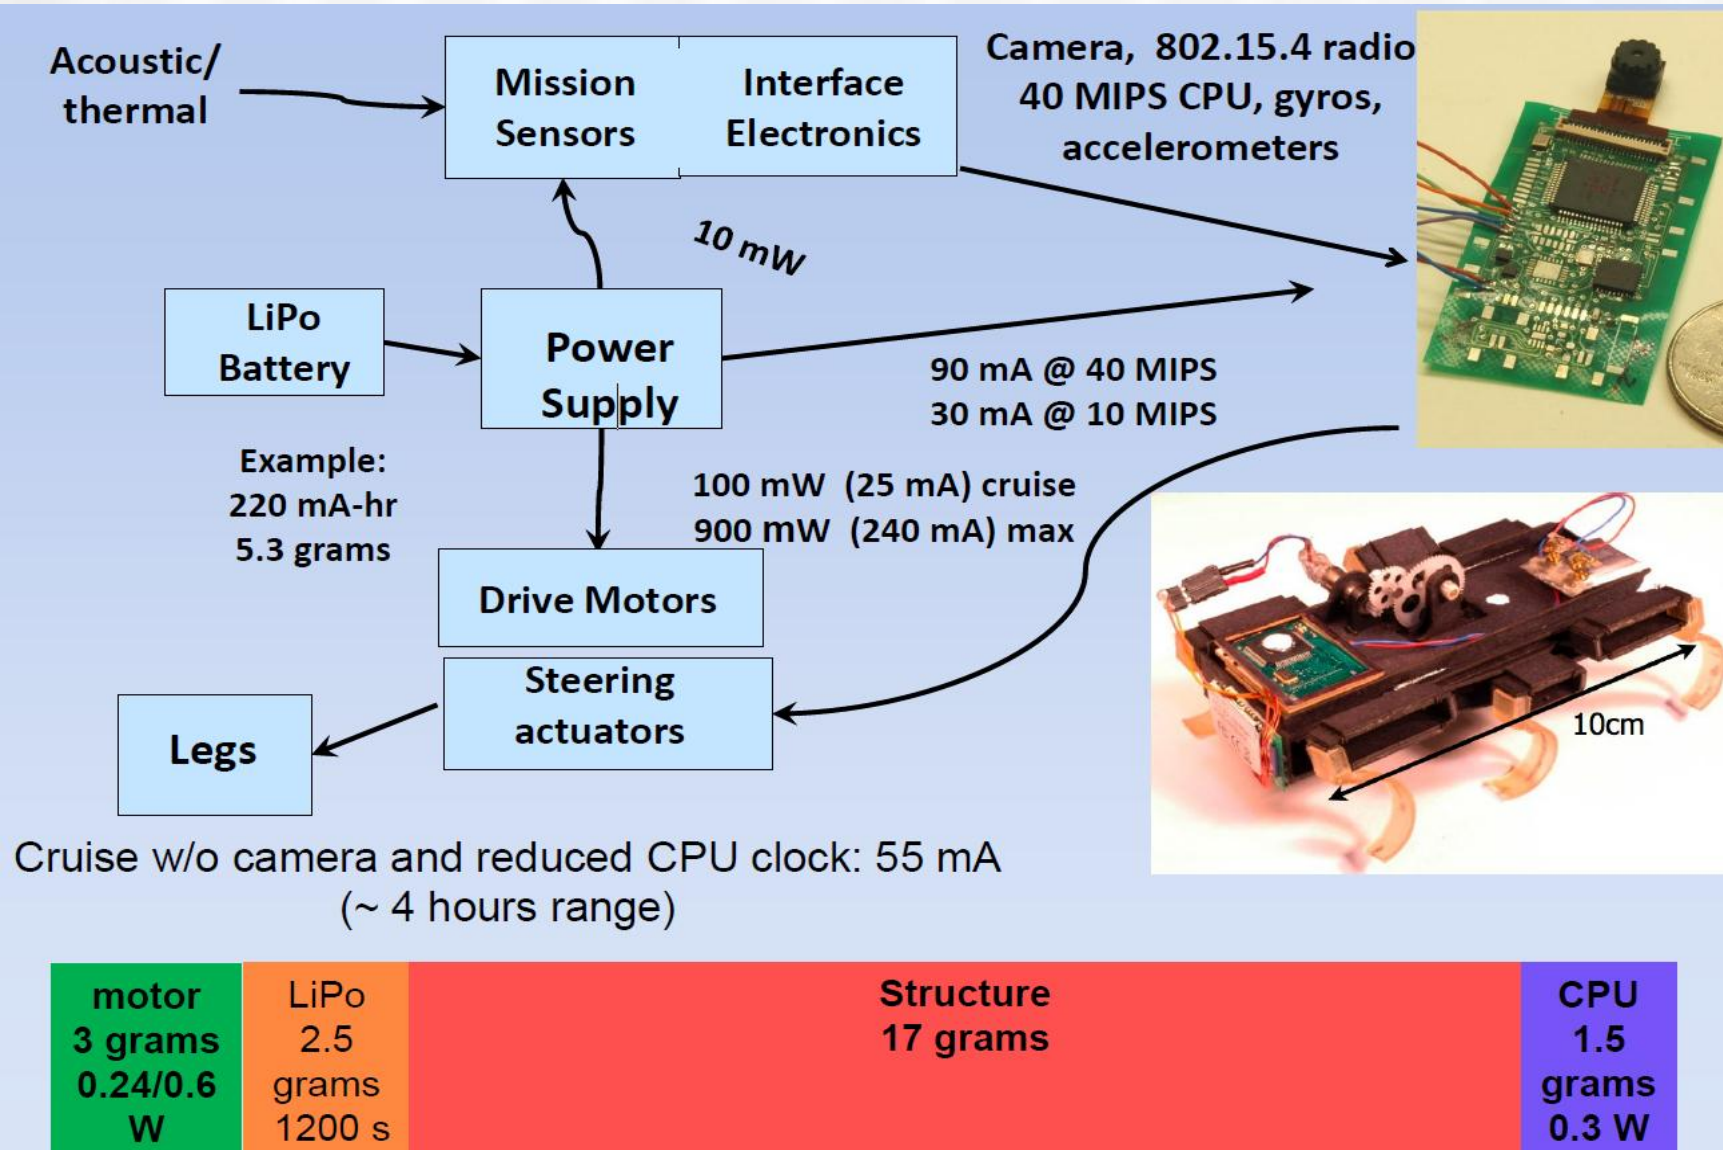 Acoustic/
thermal
Mission
Sensors
Interface
Electronics
Camera,  802.15.4 radio
40 MIPS CPU, gyros,
accelerometers
10 mW
LiPo
Battery
Power
Supply
90 mA @ 40 MIPS
30 mA @ 10 MIPS
Example:
220 mA-hr
5.3 grams
100 mW  (25 mA) cruise
900 mW  (240 mA) max
Drive Motors
Steering
actuators
Legs
10cm
Cruise w/o camera and reduced CPU clock: 55 mA
(~ 4 hours range)
motor
3 grams
0.24/0.6
W
LiPo
2.5
grams
1200 s
Structure
17 grams
CPU
1.5
grams
0.3 W